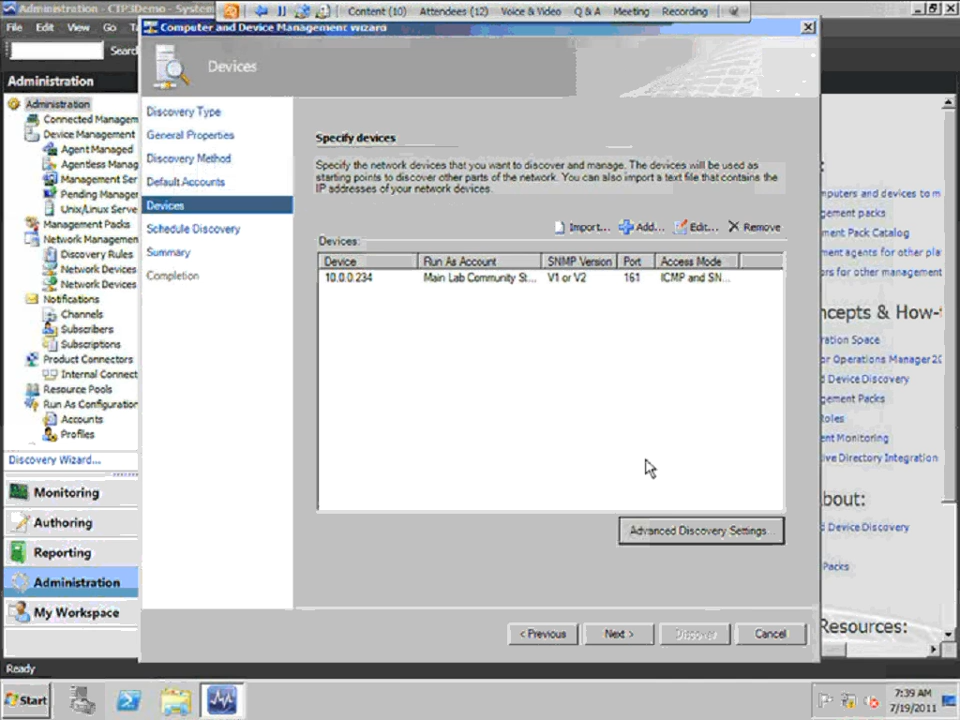 Administration - CTP3Demo - System
Content (10) Attendees (12) Voice & Video Q & A Meeting Recording
File Edit View Go
Computer and Device Management Wizard
Search
Devices
Administration
Administration
Connected Managem
Device Management
Agent Managed
Agentless Manag
Management Ser
Pending Manager
Unix/Linux Serve
Management Packs
Network Managemen
Discovery Rules
Network Devices
Network Devices
Notifications
Channels
Subscribers
Subscriptions
Product Connectors
Internal Connect
Resource Pools
Run As Configuration
Accounts
Profiles
Discovery Wizard...
Monitoring
Authoring
Reporting
Administration
My Workspace
Ready
Discovery Type
General Properties
Discovery Method
Default Accounts
Devices
Schedule Discovery
Summary
Completion
Specify devices
Specify the network devices that you want to discover and manage. The devices will be used as
starting points to discover other parts of the network. You can also import a text file that contains the
IP addresses of your network devices.
Import... Add... Edit... Remove
Devices:
Device Run As Account SNMP Version Port Access Mode
10.0.0.234 Main Lab Community St... V1 or V2 161 ICMP and SN...
Advanced Discovery Settings...
< Previous Next > Discover Cancel
mputers and devices to m
gement packs
ment Pack Catalog
ment agents for other pla
ors for other management
ncepts & How-t
ration Space
or Operations Manager 20
d Device Discovery
gement Packs
Roles
ent Monitoring
ive Directory Integration
bout:
d Device Discovery
Packs
Resources:
Start
7:39 AM
7/19/2011